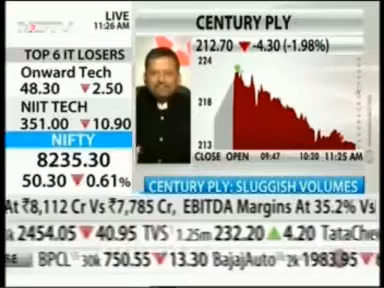 NDTV
LIVE
11:26 AM
TOP 6 IT LOSERS
Onward Tech
48.30 ▼ 2.50
NIIT TECH
351.00 ▼ 10.90
NIFTY
8235.30
50.30 ▼ 0.61%
CENTURY PLY
212.70 ▼ -4.30 (-1.98%)
224
218
213
CLOSE OPEN 09:47 10:20 11:25 AM
CENTURY PLY: SLUGGISH VOLUMES
At ₹8,112 Cr Vs ₹7,785 Cr, EBITDA Margins At 35.2% Vs
2454.05 ▼ 40.95 TVS 1.25m 232.20 ▲ 4.20 TataChe
BPCL 30k 750.55 ▼ 13.30 BajajAuto 2k 1983.95 ▼ 6